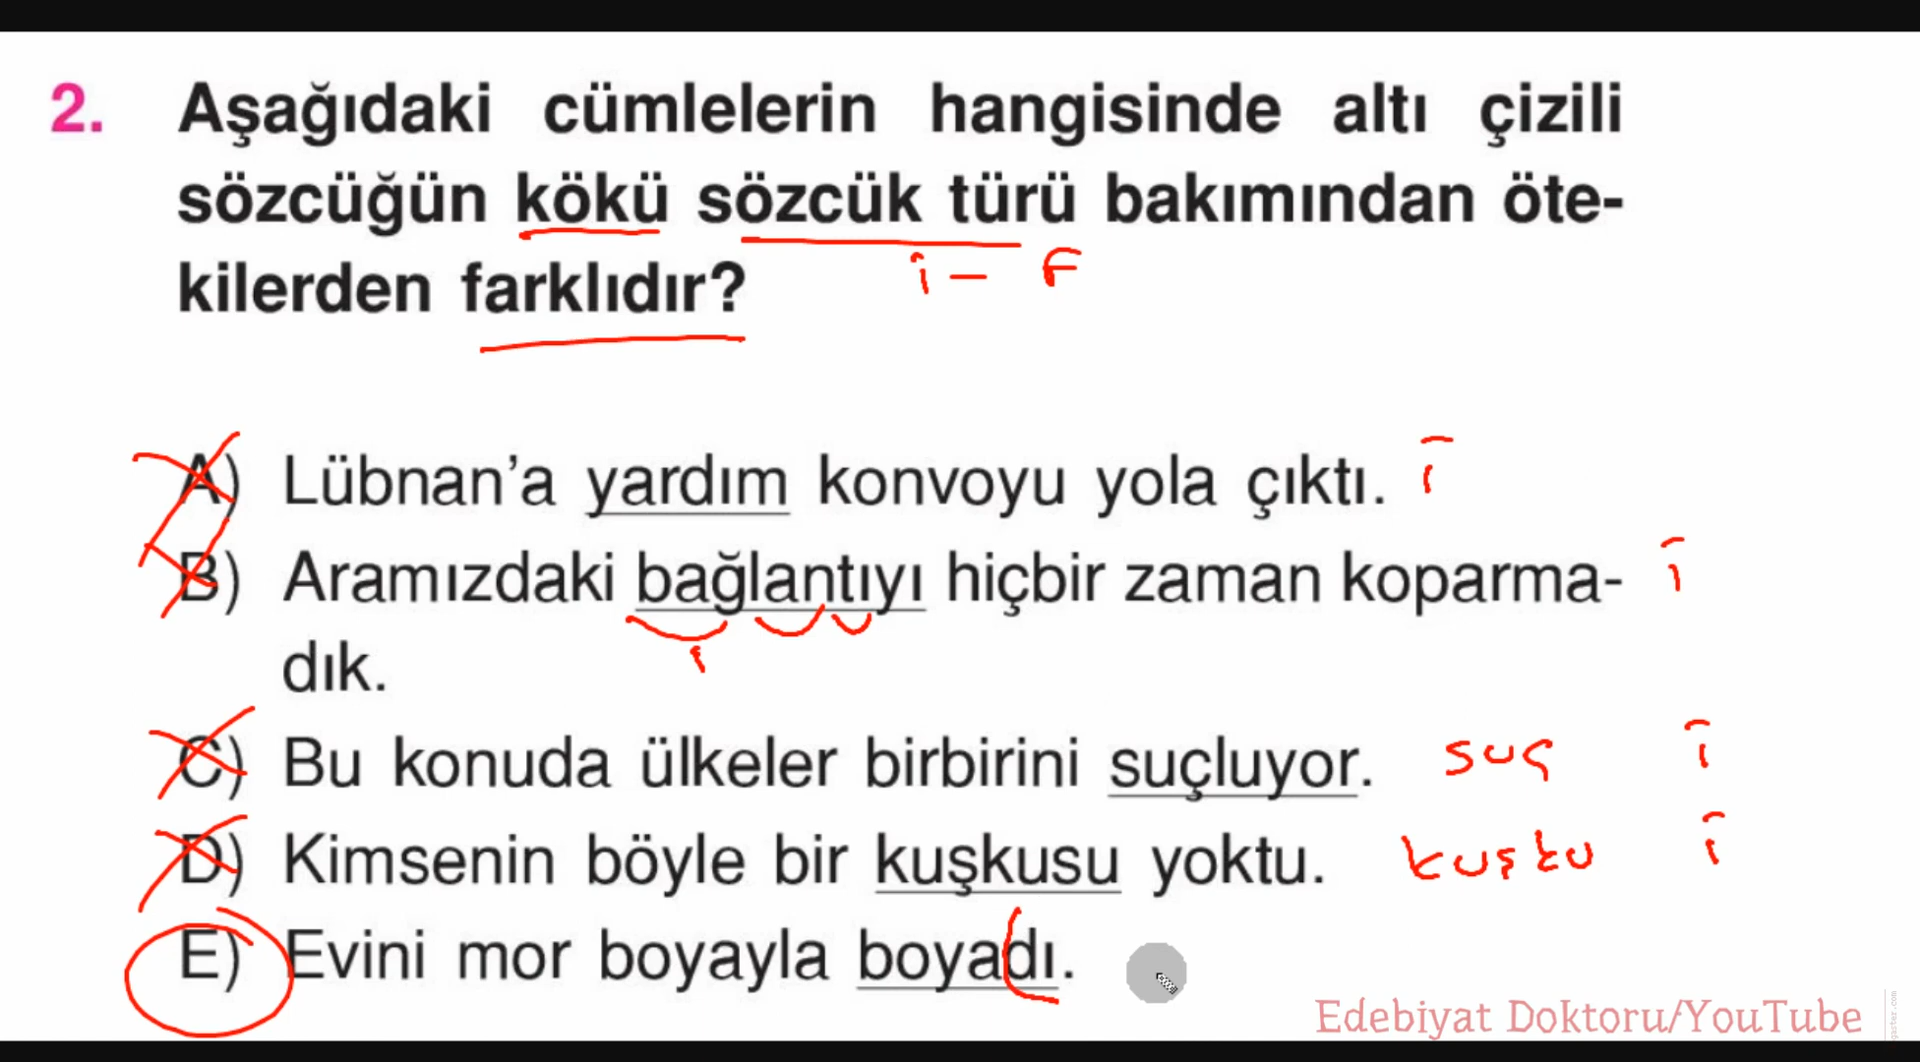 2. Aşağıdaki cümlelerin hangisinde altı çizili
sözcüğün kökü sözcük türü bakımından öte-
kilerden farklıdır?
i - F
A) Lübnan’a yardım konvoyu yola çıktı. i
B) Aramızdaki bağlantıyı hiçbir zaman koparma- i
dık.
C) Bu konuda ülkeler birbirini suçluyor. suç i
D) Kimsenin böyle bir kuşkusu yoktu. kuşku i
E) Evini mor boyayla boyadı.
Edebiyat Doktoru/YouTube